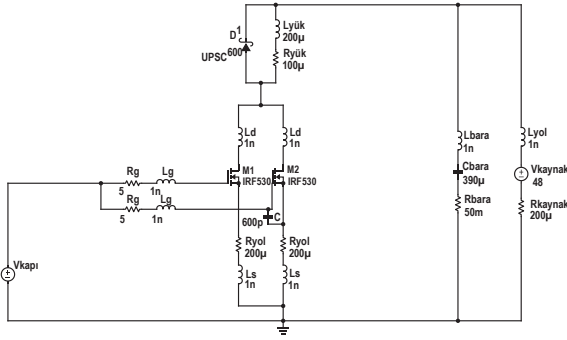 D 1
UPSC 600
Lyük
200µ
Ryük
100µ
Ld
1n
Ld
1n
Lbara
1n
Lyol
1n
Rg
5
Lg
1n
M1
IRF530
M2
IRF530
Cbara
390µ
Vkaynak
48
Rg
5
Lg
1n
600p
C
Rbara
50m
Rkaynak
200µ
Ryol
200µ
Ryol
200µ
Vkapı
Ls
1n
Ls
1n